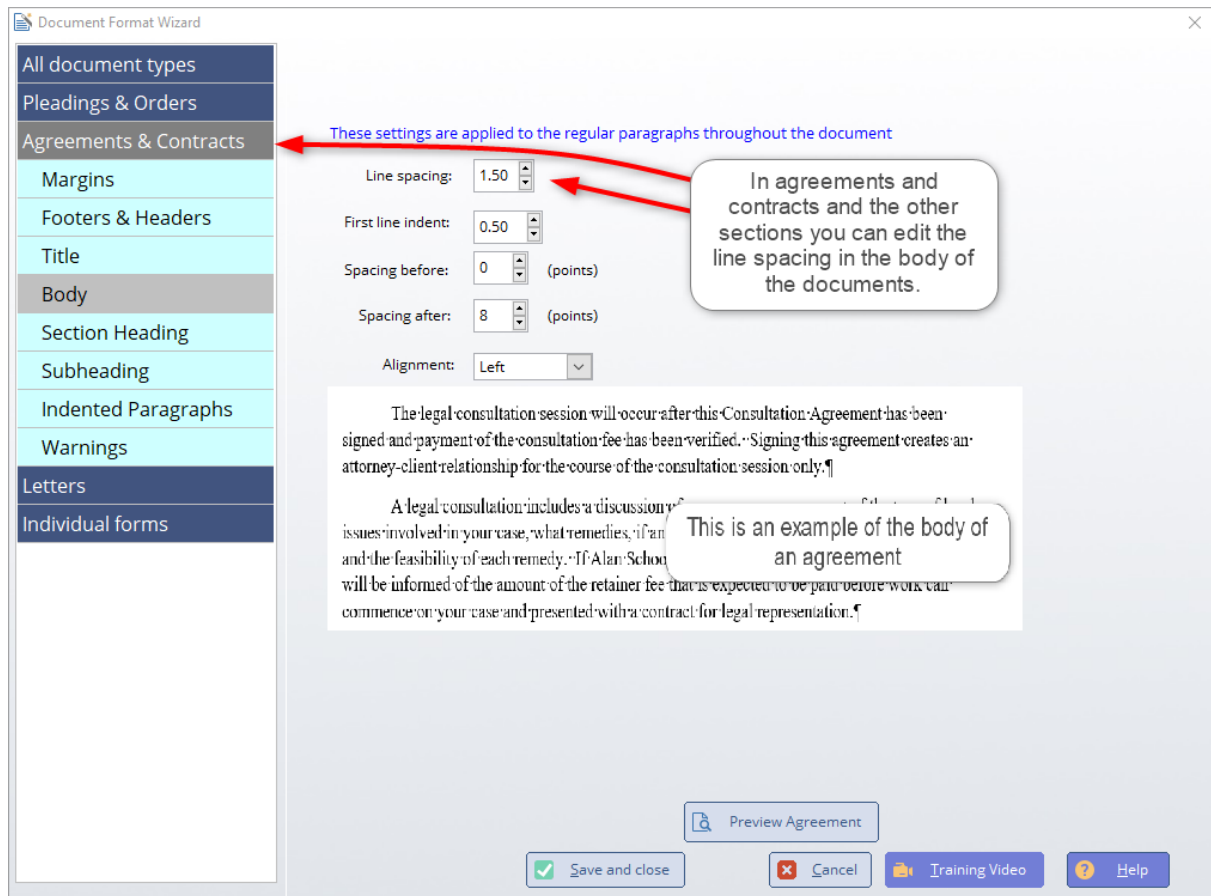 Document Format Wizard
All document types
Pleadings & Orders
Agreements & Contracts
Margins
Footers & Headers
Title
Body
Section Heading
Subheading
Indented Paragraphs
Warnings
Letters
Individual forms
These settings are applied to the regular paragraphs throughout the document
Line spacing: 1.50
First line indent: 0.50
Spacing before: 0 (points)
Spacing after: 8 (points)
Alignment: Left
In agreements and
contracts and the other
sections you can edit the
line spacing in the body of
the documents.
The·legal·consultation·session·will·occur·after·this·Consultation·Agreement·has·been·
signed·and·payment·of·the·consultation·fee·has·been·verified.··Signing·this·agreement·creates·an·
attorney-client·relationship·for·the·course·of·the·consultation·session·only.¶
A·legal·consultation·includes·a·discussion
issues·involved·in·your·case,·what·remedies,·if
and·the·feasibility·of·each·remedy.··If·Alan
will·be·informed·of·the·amount·of·the·retainer·fee·that·is·expected·to·be·paid·before·work·can·
commence·on·your·case·and·presented·with·a·contract·for·legal·representation.¶
This is an example of the body of
an agreement
Preview Agreement
Save and close
Cancel
Training Video
Help